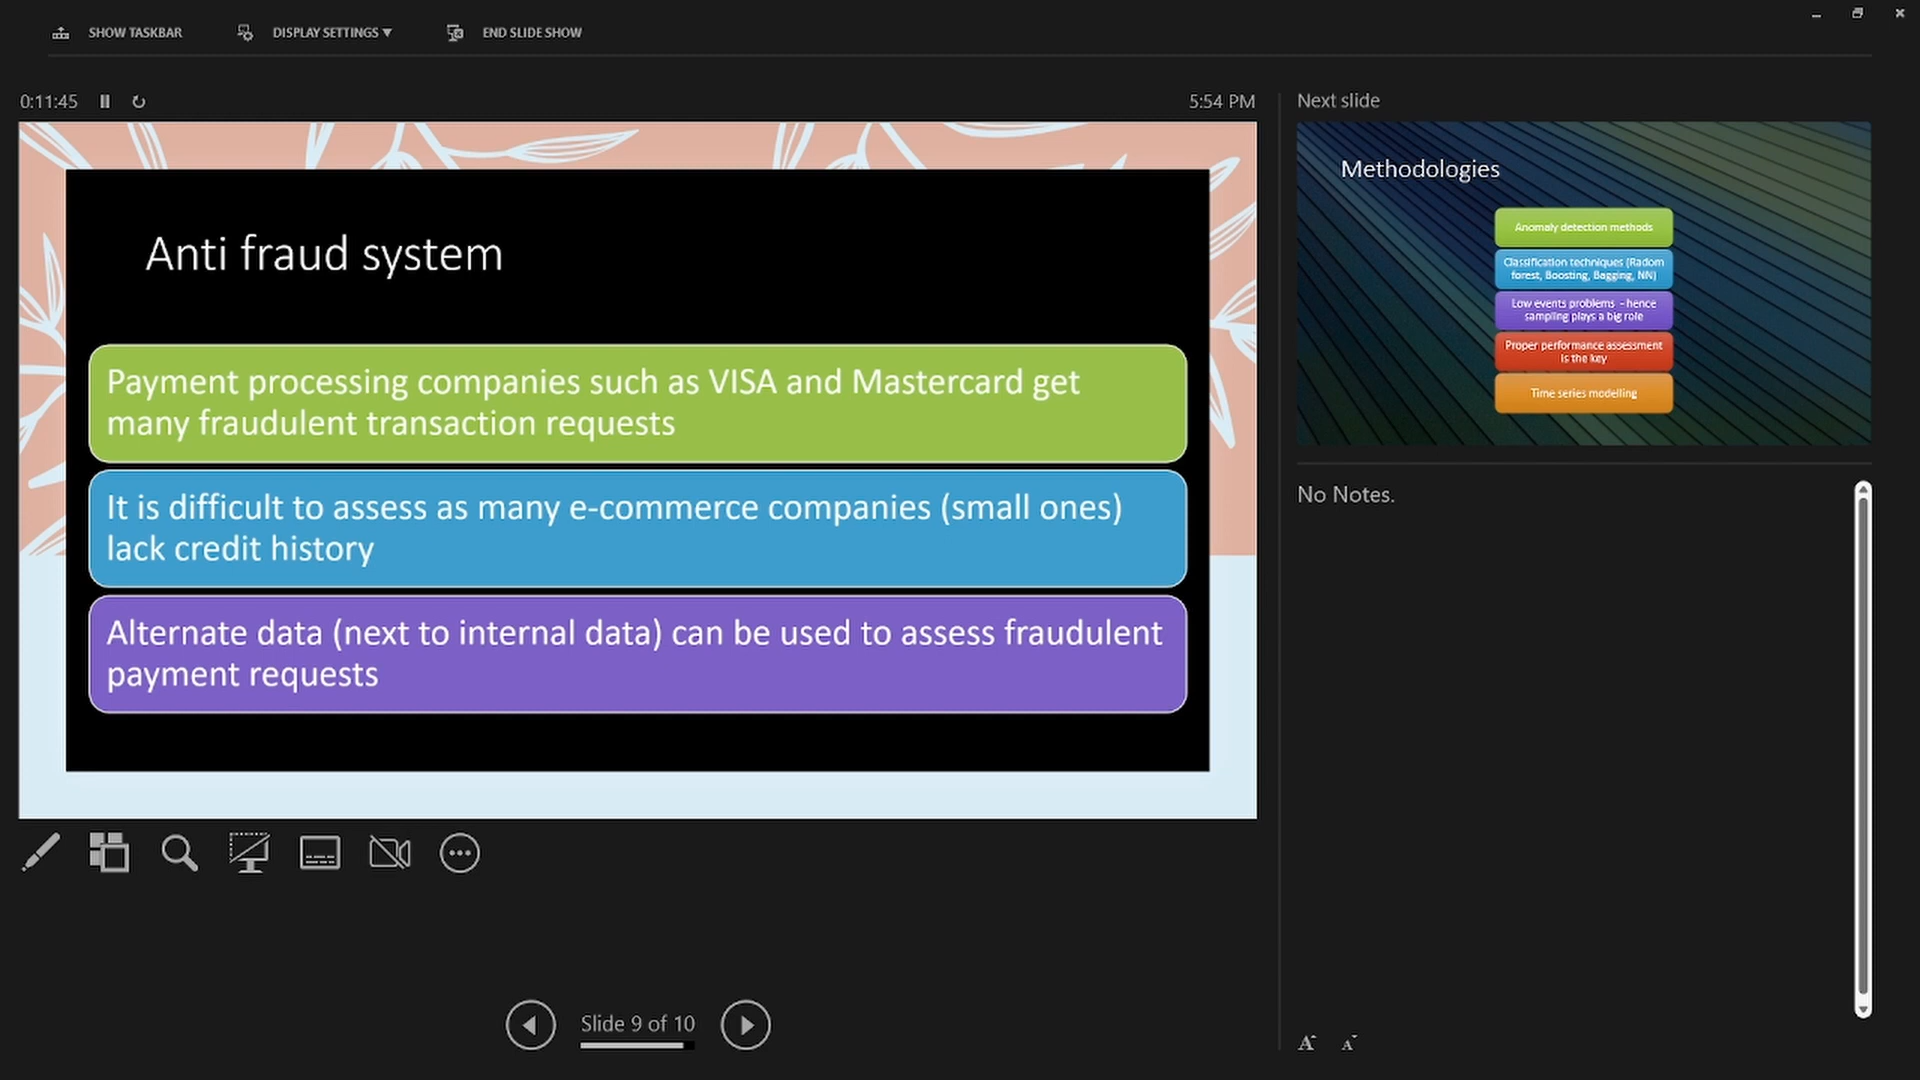 SHOW TASKBAR
DISPLAY SETTINGS ▼
END SLIDE SHOW
0:11:45
5:54 PM
Anti fraud system
Payment processing companies such as VISA and Mastercard get
many fraudulent transaction requests
It is difficult to assess as many e-commerce companies (small ones)
lack credit history
Alternate data (next to internal data) can be used to assess fraudulent
payment requests
Slide 9 of 10
Next slide
Methodologies
Anomaly detection methods
Classification techniques (Radom
forest, Boosting, Bagging, NN)
Low events problems - hence
sampling plays a big role
Proper performance assessment
is the key
Time series modelling
No Notes.
A A